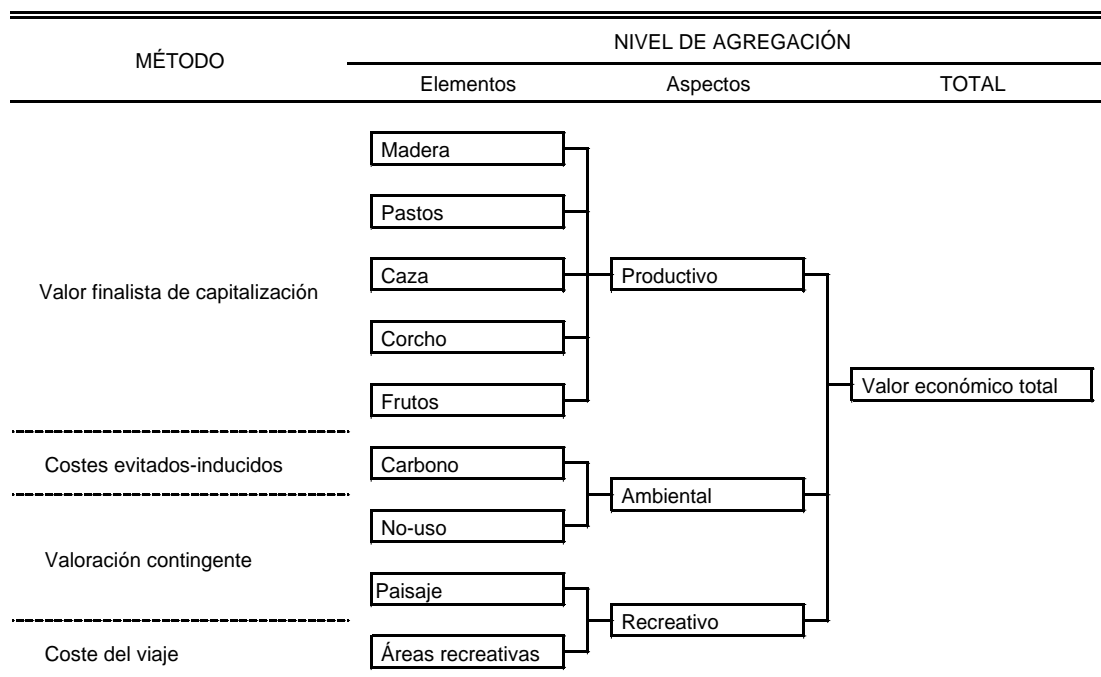 MÉTODO
NIVEL DE AGREGACIÓN
Elementos Aspectos TOTAL
Madera
Pastos
Valor finalista de capitalización
Caza
Productivo
Corcho
Frutos
Valor económico total
Costes evitados-inducidos
Carbono
Ambiental
No-uso
Valoración contingente
Paisaje
Recreativo
Coste del viaje
Áreas recreativas